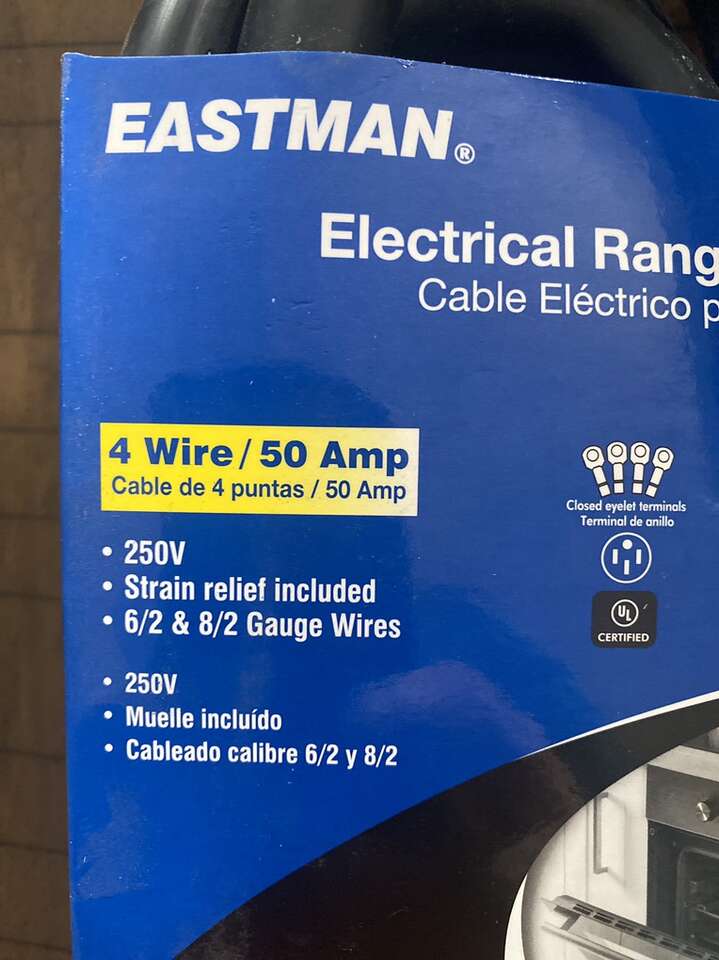 EASTMAN®
Electrical Rang
Cable Eléctrico p
4 Wire / 50 Amp
Cable de 4 puntas / 50 Amp
• 250V
• Strain relief included
• 6/2 & 8/2 Gauge Wires
• 250V
• Muelle incluído
• Cableado calibre 6/2 y 8/2
Closed eyelet terminals
Terminal de anillo
UL
CERTIFIED